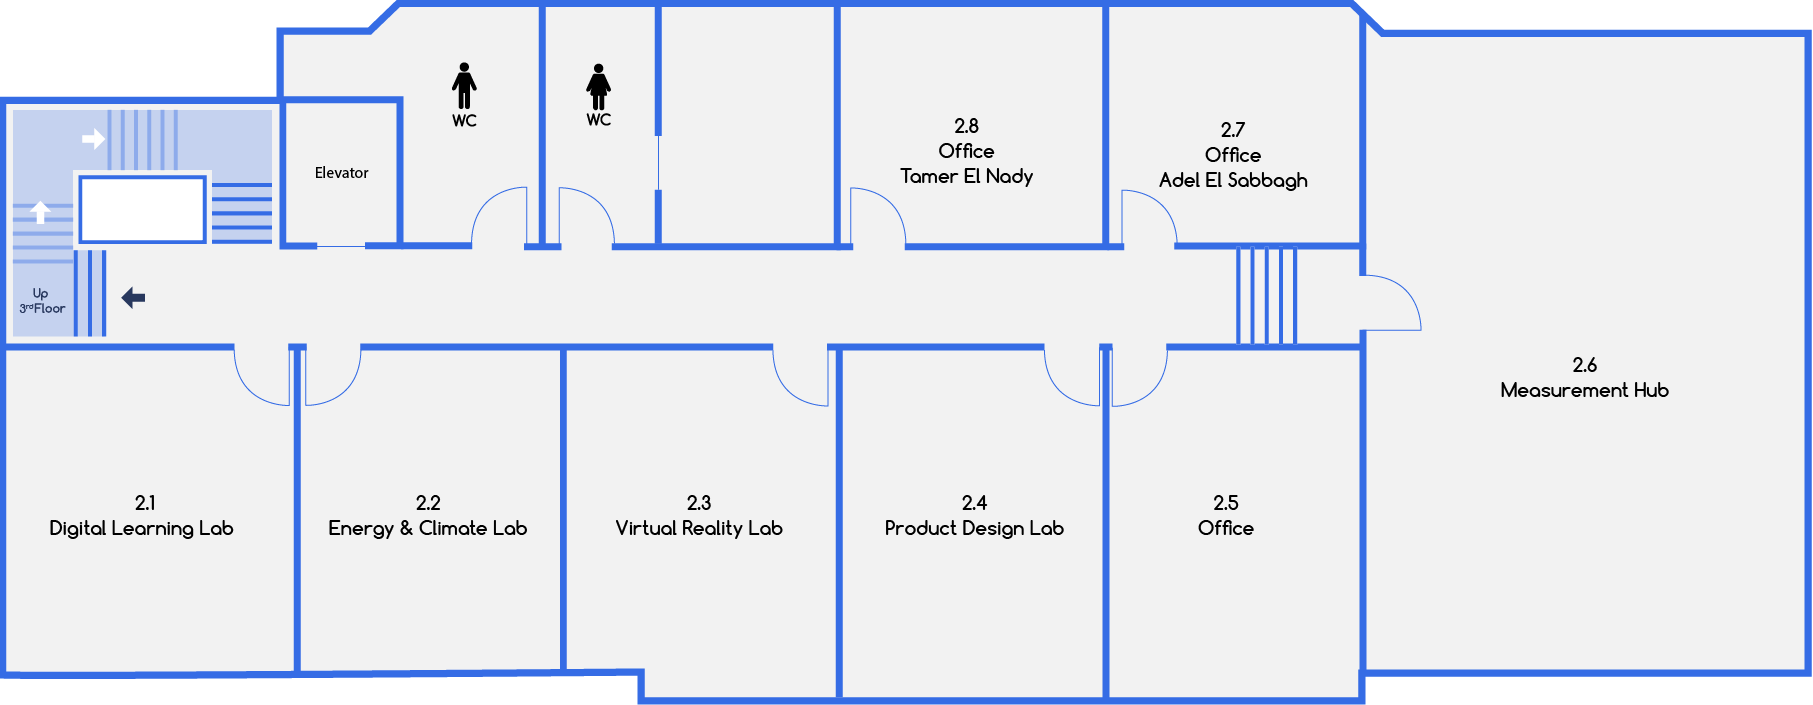 WC
WC
Elevator
2.8
Office
Tamer El Nady
2.7
Office
Adel El Sabbagh
Up
3rd Floor
2.6
Measurement Hub
2.1
Digital Learning Lab
2.2
Energy & Climate Lab
2.3
Virtual Reality Lab
2.4
Product Design Lab
2.5
Office